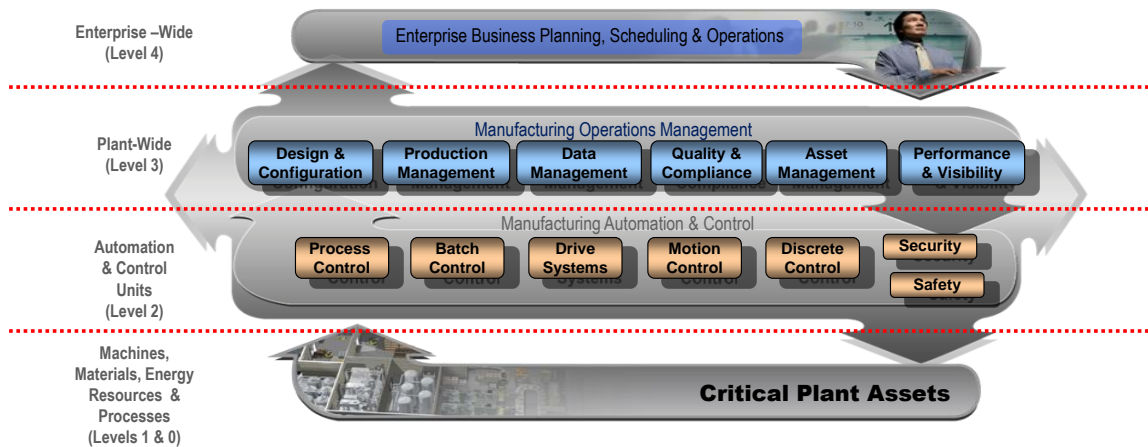 Enterprise –Wide
(Level 4)
Enterprise Business Planning, Scheduling & Operations
Plant-Wide
(Level 3)
Manufacturing Operations Management
Design &
Configuration
Production
Management
Data
Management
Quality &
Compliance
Asset
Management
Performance
& Visibility
Automation
& Control
Units
(Level 2)
Manufacturing Automation & Control
Process
Control
Batch
Control
Drive
Systems
Motion
Control
Discrete
Control
Security
Safety
Machines,
Materials, Energy
Resources &
Processes
(Levels 1 & 0)
Critical Plant Assets